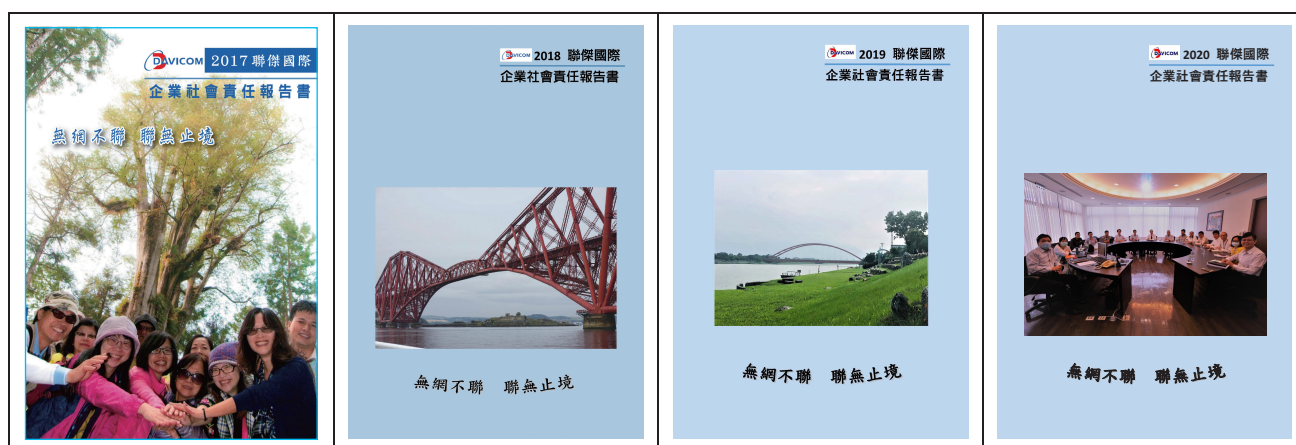 DAVICOM 2017 聯傑國際
企業社會責任報告書
無網不聯 聯無止境
DAVICOM 2018 聯傑國際
企業社會責任報告書
無網不聯 聯無止境
DAVICOM 2019 聯傑國際
企業社會責任報告書
無網不聯 聯無止境
DAVICOM 2020 聯傑國際
企業社會責任報告書
無網不聯 聯無止境